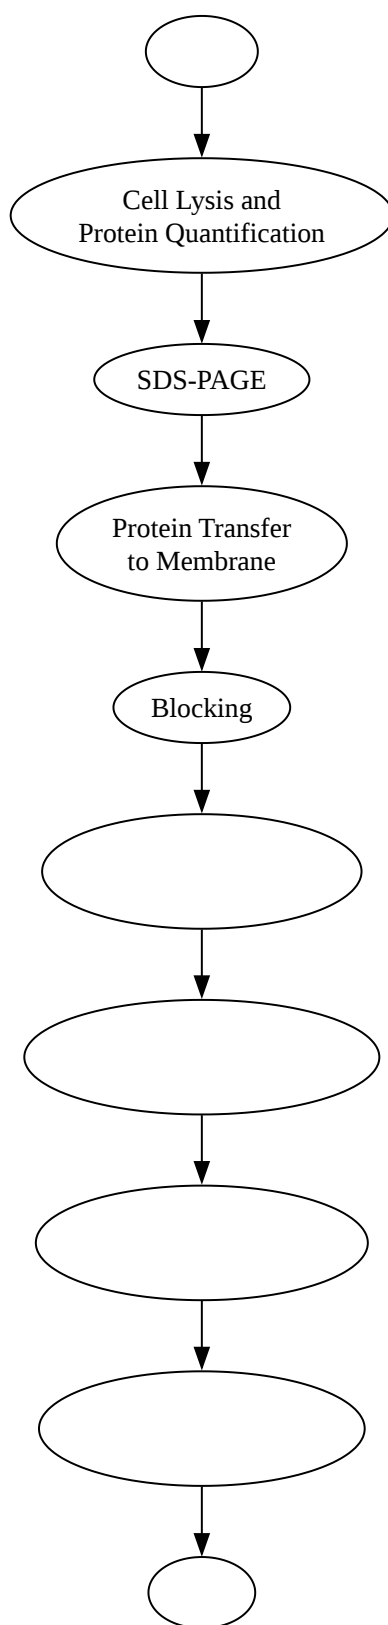 Cell Lysis and
Protein Quantification
SDS-PAGE
Protein Transfer
to Membrane
Blocking